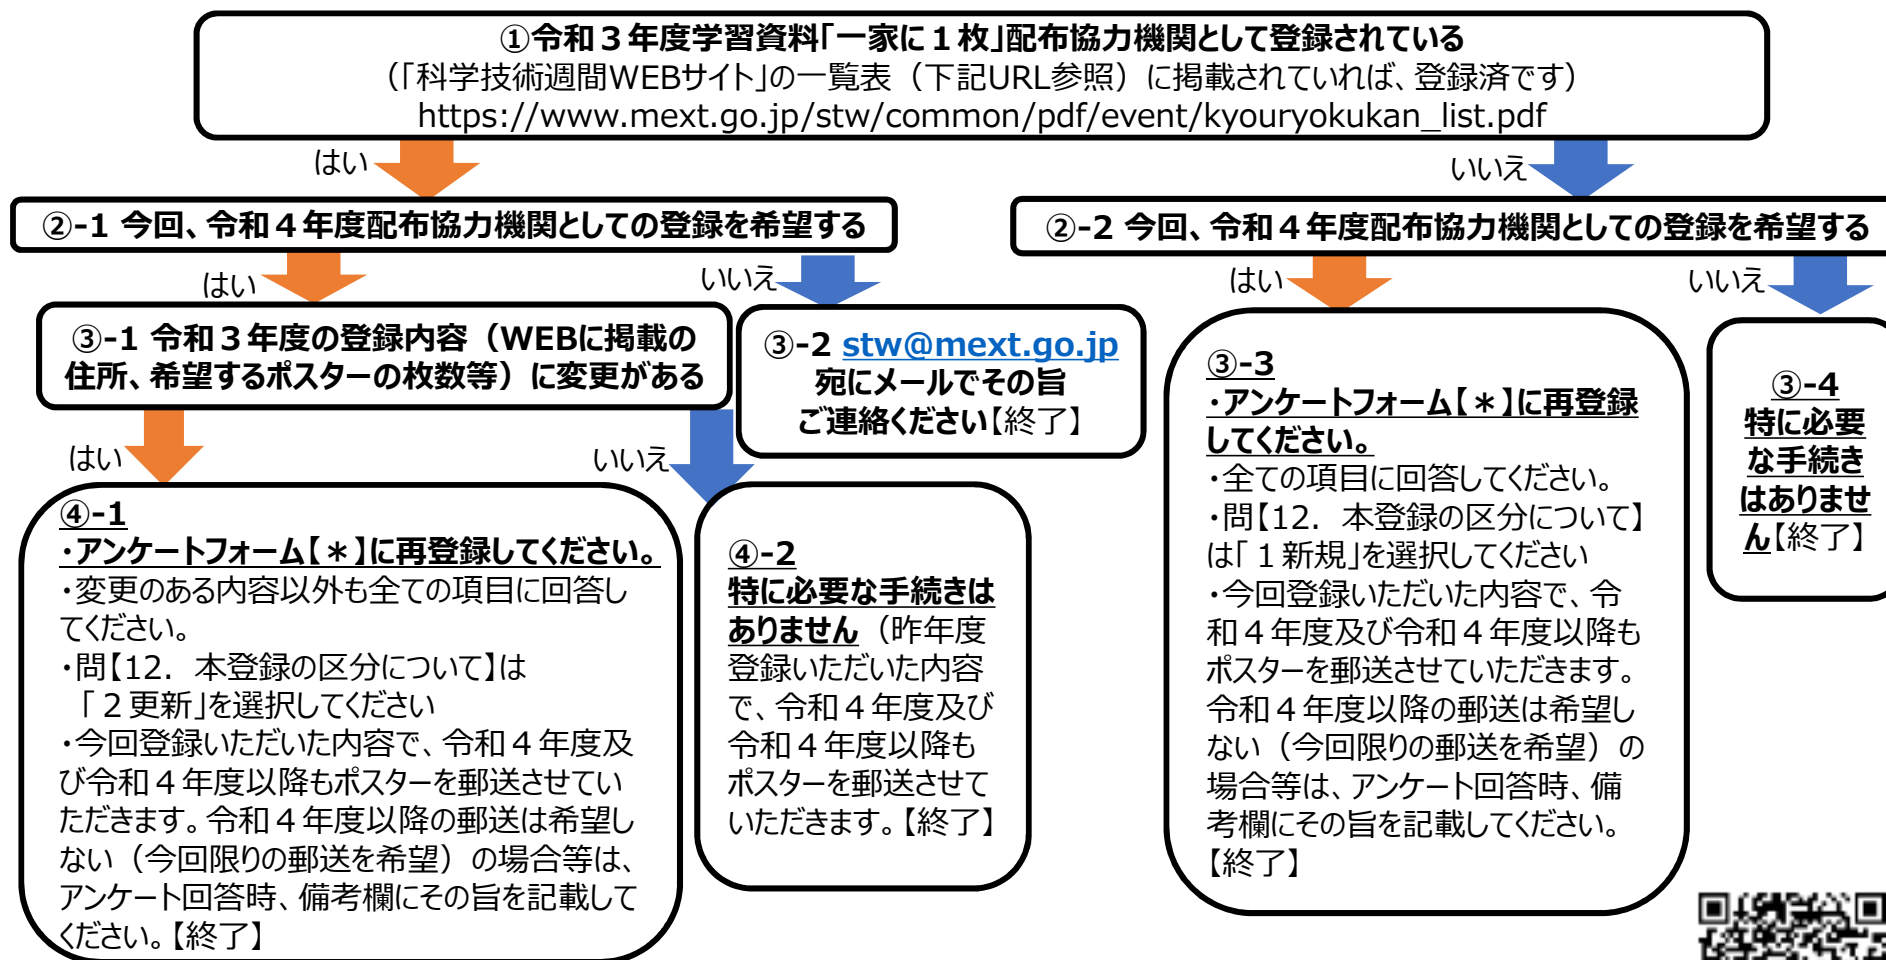 ①令和３年度学習資料「一家に１枚」配布協力機関として登録されている
（「科学技術週間WEBサイト」の一覧表（下記URL参照）に掲載されていれば、登録済です）
https://www.mext.go.jp/stw/common/pdf/event/kyouryokukan_list.pdf
はい
いいえ
②-1 今回、令和４年度配布協力機関としての登録を希望する
②-2 今回、令和４年度配布協力機関としての登録を希望する
はい
いいえ
はい
いいえ
③-1 令和３年度の登録内容（WEBに掲載の
住所、希望するポスターの枚数等）に変更がある
③-2 stw@mext.go.jp
宛にメールでその旨
ご連絡ください【終了】
③-3
・アンケートフォーム【＊】に再登録
してください。
・全ての項目に回答してください。
・問【12． 本登録の区分について】
は「１新規」を選択してください
・今回登録いただいた内容で、令
和４年度及び令和４年度以降も
ポスターを郵送させていただきます。
令和４年度以降の郵送は希望し
ない（今回限りの郵送を希望）の
場合等は、アンケート回答時、備
考欄にその旨を記載してください。
【終了】
③-4
特に必要
な手続き
はありませ
ん【終了】
はい
いいえ
④-1
・アンケートフォーム【＊】に再登録してください。
・変更のある内容以外も全ての項目に回答し
てください。
・問【12． 本登録の区分について】は
「２更新」を選択してください
・今回登録いただいた内容で、令和４年度及
び令和４年度以降もポスターを郵送させてい
ただきます。令和４年度以降の郵送は希望し
ない（今回限りの郵送を希望）の場合等は、
アンケート回答時、備考欄にその旨を記載して
ください。【終了】
④-2
特に必要な手続きは
ありません（昨年度
登録いただいた内容
で、令和４年度及び
令和４年度以降も
ポスターを郵送させて
いただきます。【終了】